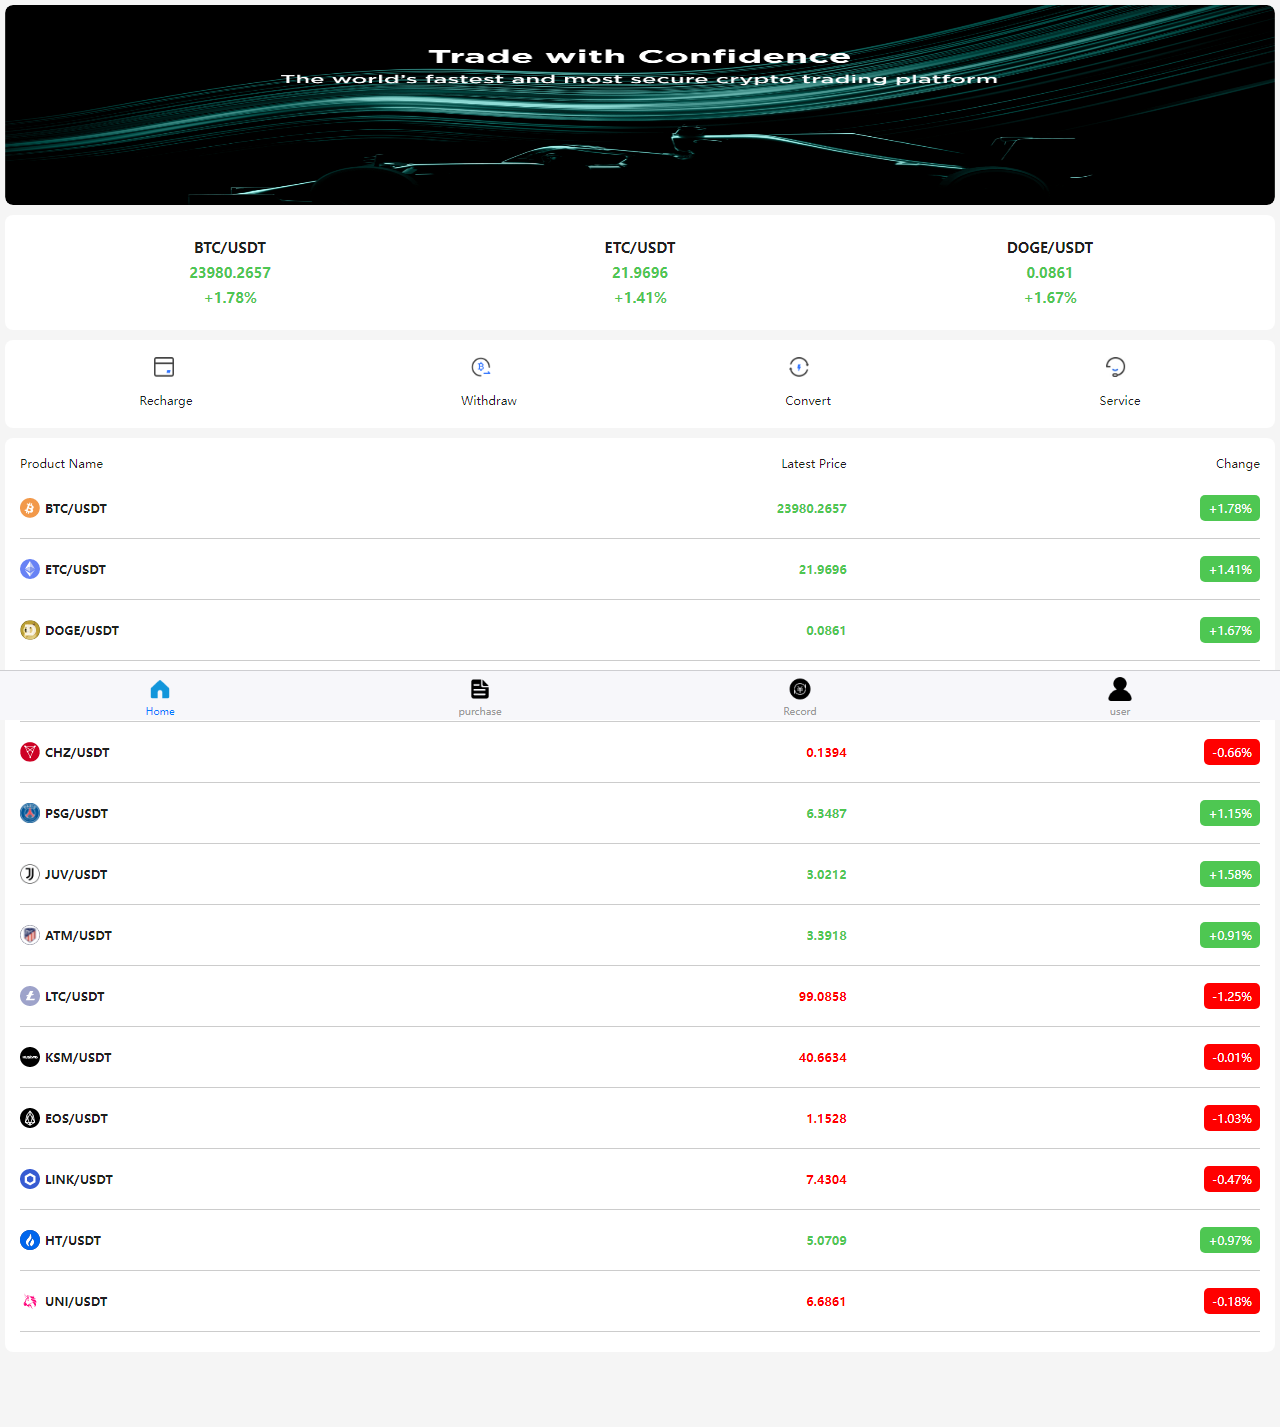 Trade with Confidence
The world's fastest and most secure crypto trading platform
BTC/USDT ETC/USDT DOGE/USDT
23980.2657 21.9696 0.0861
+1.78% +1.41% +1.67%
Recharge Withdraw Convert Service
Product Name Latest Price Change
BTC/USDT 23980.2657 +1.78%
ETC/USDT 21.9696 +1.41%
DOGE/USDT 0.0861 +1.67%
Home purchase Record user
CHZ/USDT 0.1394 -0.66%
PSG/USDT 6.3487 +1.15%
JUV/USDT 3.0212 +1.58%
ATM/USDT 3.3918 +0.91%
LTC/USDT 99.0858 -1.25%
KSM/USDT 40.6634 -0.01%
EOS/USDT 1.1528 -1.03%
LINK/USDT 7.4304 -0.47%
HT/USDT 5.0709 +0.97%
UNI/USDT 6.6861 -0.18%